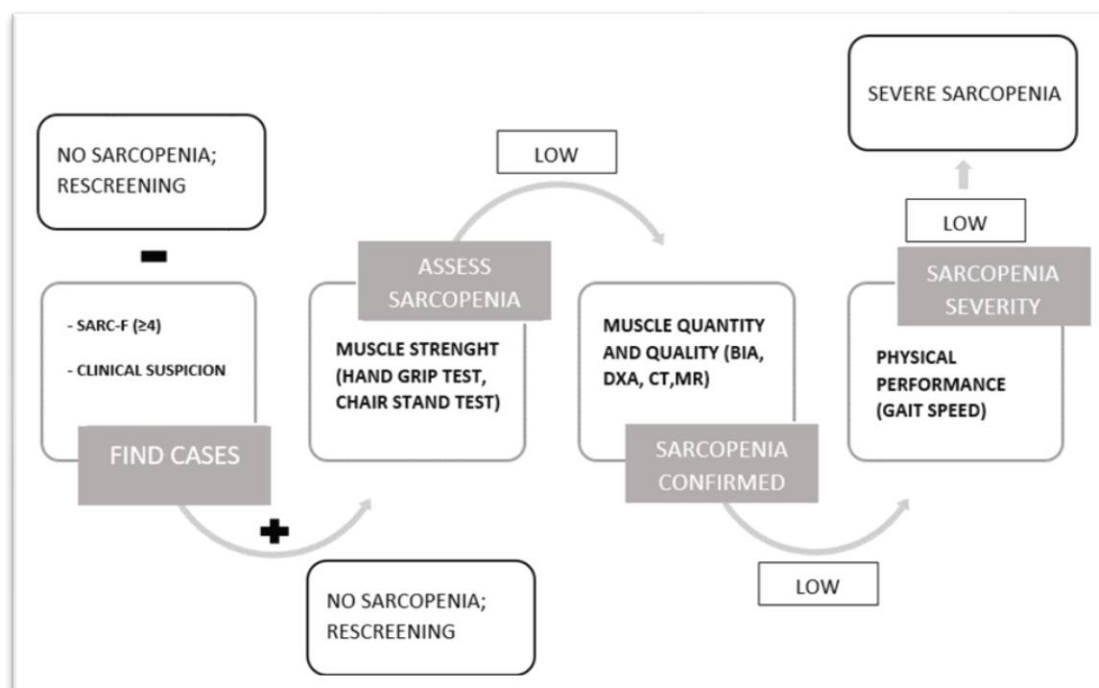 NO SARCOPENIA;
RESCREENING
- SARC-F (≥4)
- CLINICAL SUSPICION
FIND CASES
ASSESS
SARCOPENIA
MUSCLE STRENGHT
(HAND GRIP TEST,
CHAIR STAND TEST)
NO SARCOPENIA;
RESCREENING
LOW
MUSCLE QUANTITY
AND QUALITY (BIA,
DXA, CT,MR)
SARCOPENIA
CONFIRMED
LOW
SEVERE SARCOPENIA
LOW
SARCOPENIA
SEVERITY
PHYSICAL
PERFORMANCE
(GAIT SPEED)